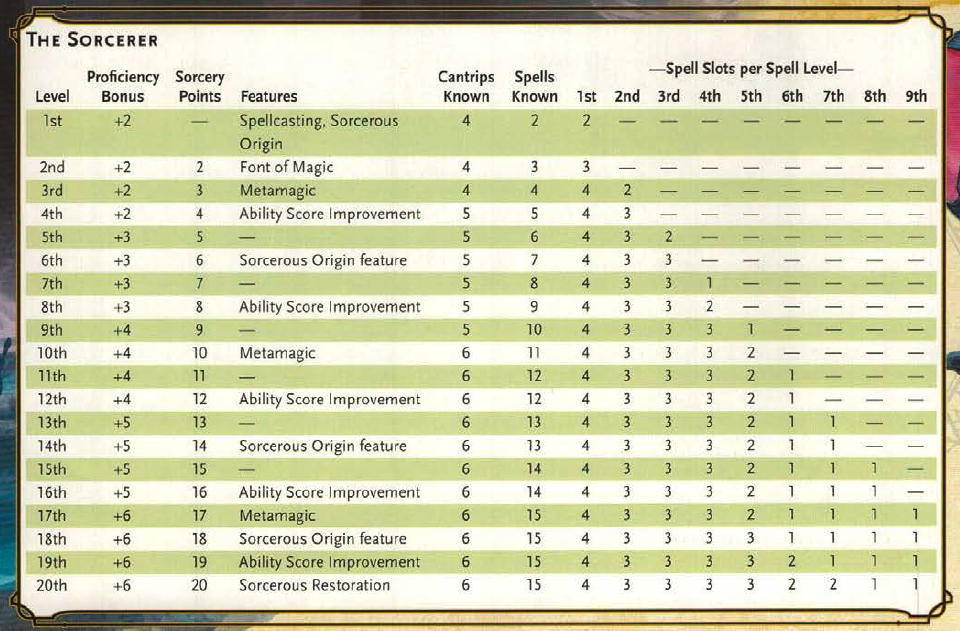 THE SORCERER
—Spell Slots per Spell Level—
Proficiency Sorcery Cantrips Spells
Level Bonus Points Features Known Known 1st 2nd 3rd 4th 5th 6th 7th 8th 9th
1st +2 — Spellcasting, Sorcerous 4 2 2 — — — — — — — —
Origin
2nd +2 2 Font of Magic 4 3 3 — — — — — — — —
3rd +2 3 Metamagic 4 4 4 2 — — — — — — —
4th +2 4 Ability Score Improvement 5 5 4 3 — — — — — — —
5th +3 5 — 5 6 4 3 2 — — — — — —
6th +3 6 Sorcerous Origin feature 5 7 4 3 3 — — — — — —
7th +3 7 — 5 8 4 3 3 1 — — — — —
8th +3 8 Ability Score Improvement 5 9 4 3 3 2 — — — — —
9th +4 9 — 5 10 4 3 3 3 1 — — — —
10th +4 10 Metamagic 6 11 4 3 3 3 2 — — — —
11th +4 11 — 6 12 4 3 3 3 2 1 — — —
12th +4 12 Ability Score Improvement 6 12 4 3 3 3 2 1 — — —
13th +5 13 — 6 13 4 3 3 3 2 1 1 — —
14th +5 14 Sorcerous Origin feature 6 13 4 3 3 3 2 1 1 — —
15th +5 15 — 6 14 4 3 3 3 2 1 1 1 —
16th +5 16 Ability Score Improvement 6 14 4 3 3 3 2 1 1 1 —
17th +6 17 Metamagic 6 15 4 3 3 3 2 1 1 1 1
18th +6 18 Sorcerous Origin feature 6 15 4 3 3 3 3 1 1 1 1
19th +6 19 Ability Score Improvement 6 15 4 3 3 3 3 2 1 1 1
20th +6 20 Sorcerous Restoration 6 15 4 3 3 3 3 2 2 1 1